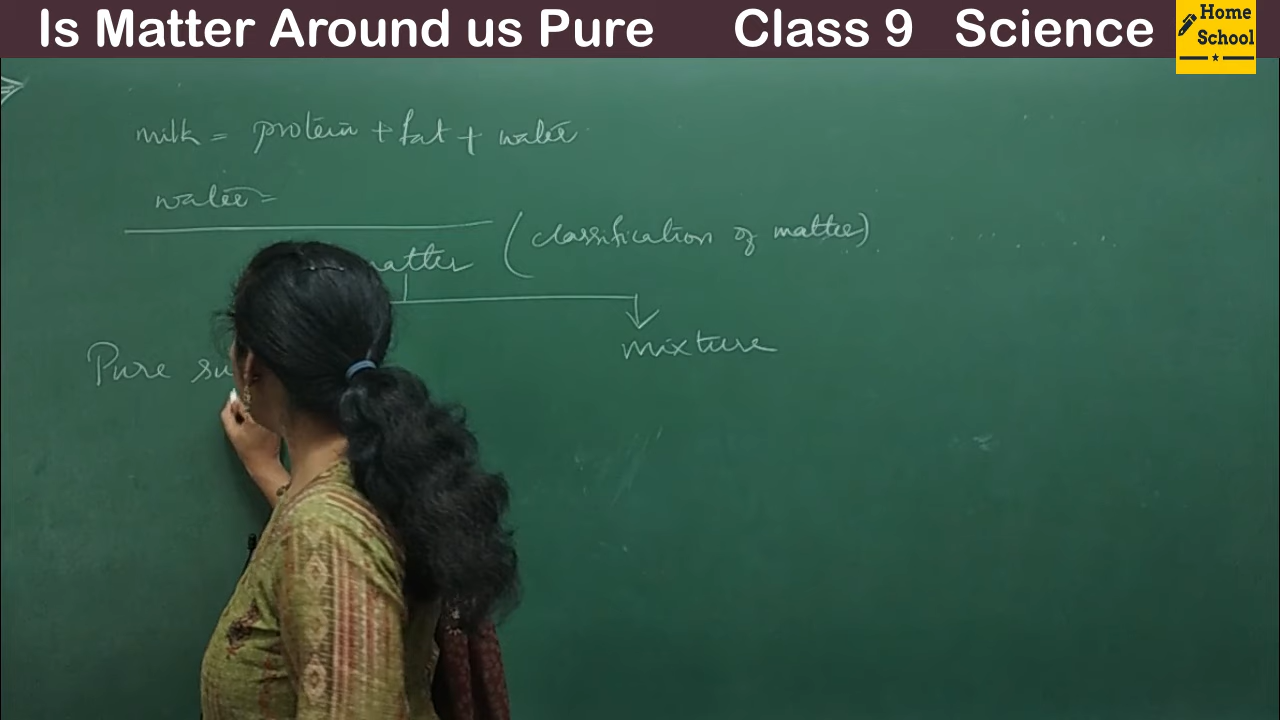 Is Matter Around us Pure Class 9 Science
Home
School
milk = protein + fat + water
water =
(classification of matter)
matter
mixture
Pure su